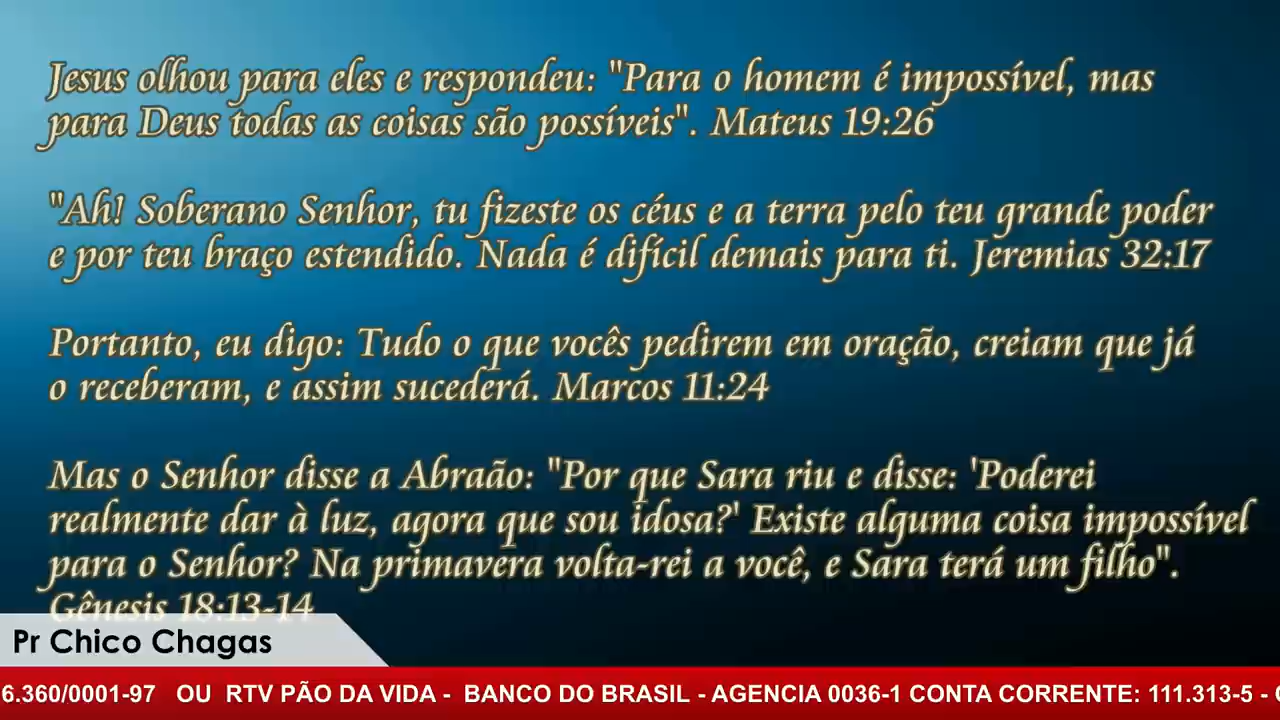 Jesus olhou para eles e respondeu: "Para o homem é impossível, mas
para Deus todas as coisas são possíveis". Mateus 19:26
"Ah! Soberano Senhor, tu fizeste os céus e a terra pelo teu grande poder
e por teu braço estendido. Nada é difícil demais para ti. Jeremias 32:17
Portanto, eu digo: Tudo o que vocês pedirem em oração, creiam que já
o receberam, e assim sucederá. Marcos 11:24
Mas o Senhor disse a Abraão: "Por que Sara riu e disse: 'Poderei
realmente dar à luz, agora que sou idosa?' Existe alguma coisa impossível
para o Senhor? Na primavera volta-rei a você, e Sara terá um filho".
Gênesis 18:13-14
Pr Chico Chagas
6.360/0001-97 OU RTV PÃO DA VIDA - BANCO DO BRASIL - AGENCIA 0036-1 CONTA CORRENTE: 111.313-5 -